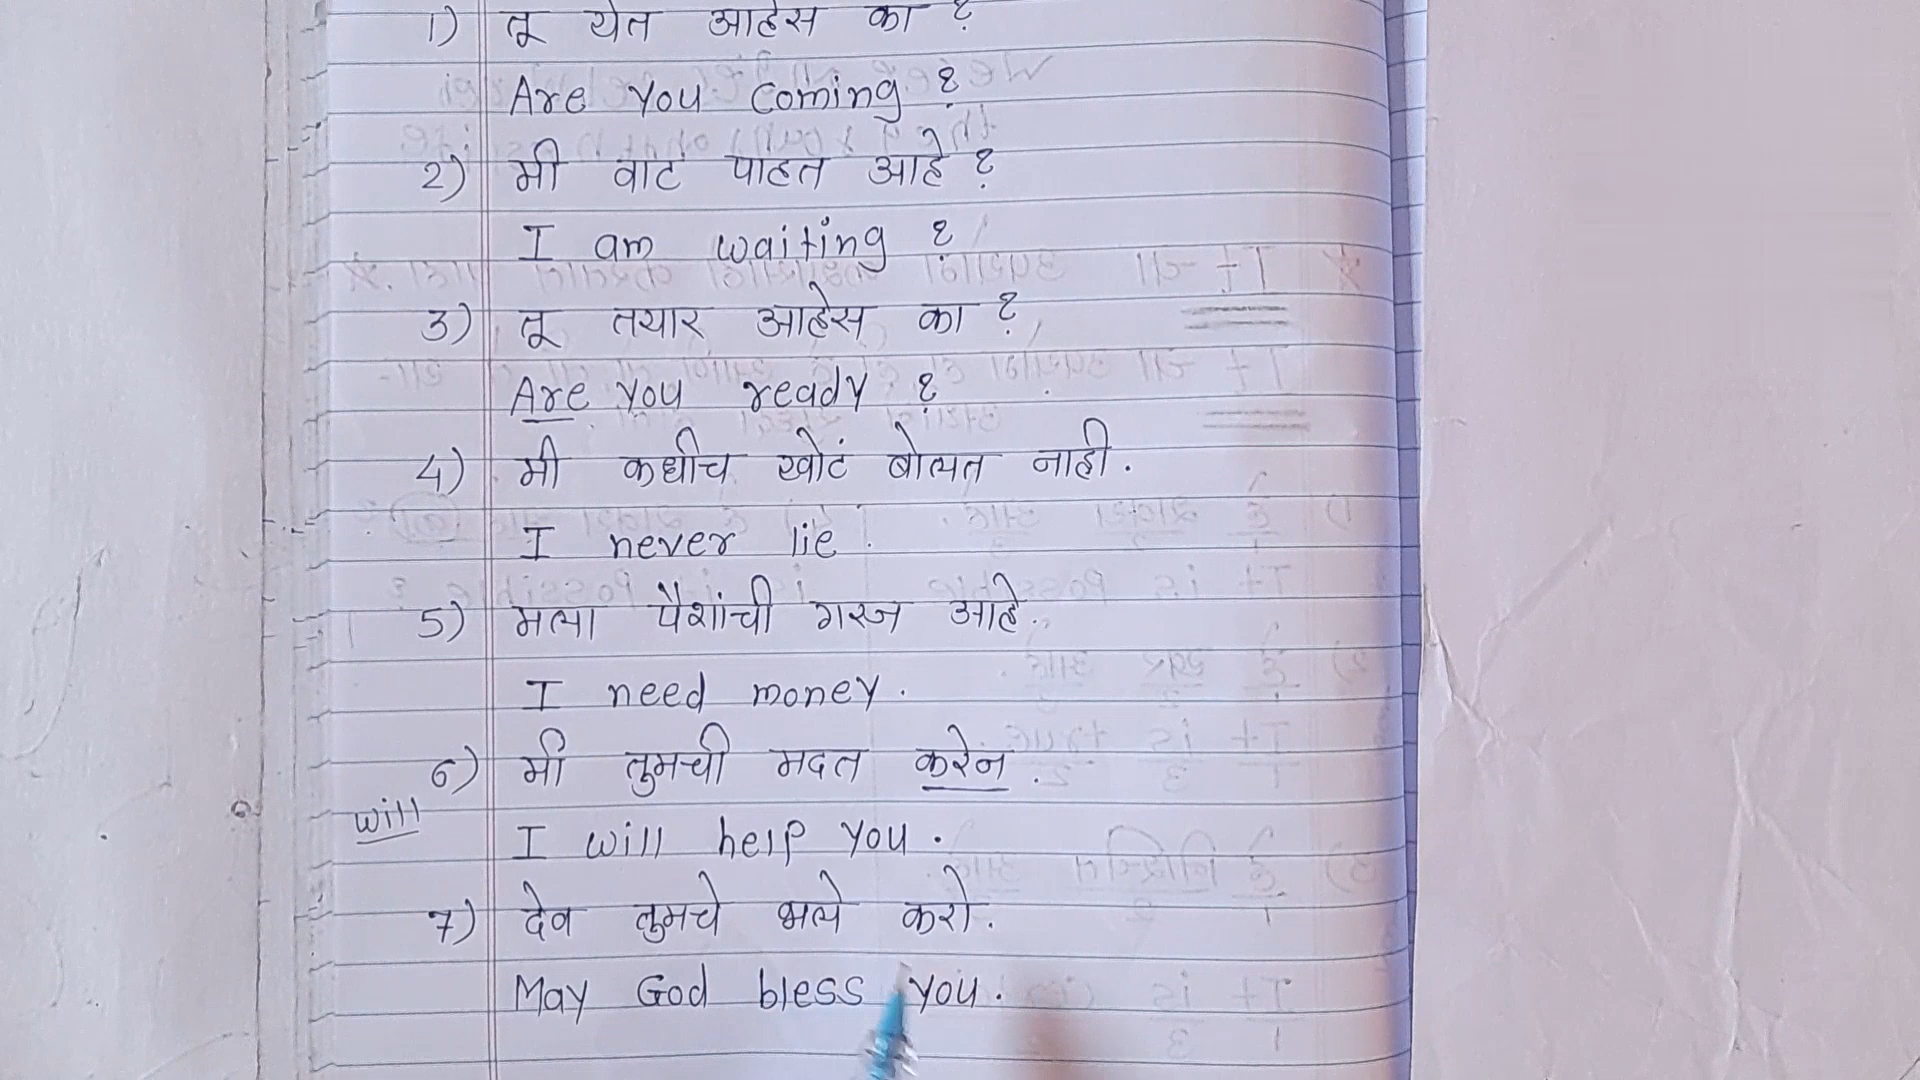 1) तू येत आहेस का ?
Are you coming ?
2) मी वाट पाहत आहे ?
I am waiting ?
3) तू तयार आहेस का ?
Are you ready ?
4) मी कधीच खोटं बोलत नाही.
I never lie.
5) मला पैशांची गरज आहे.
I need money.
6) मी तुमची मदत करेन.
will
I will help you.
7) देव तुमचे भले करो.
May God bless you.